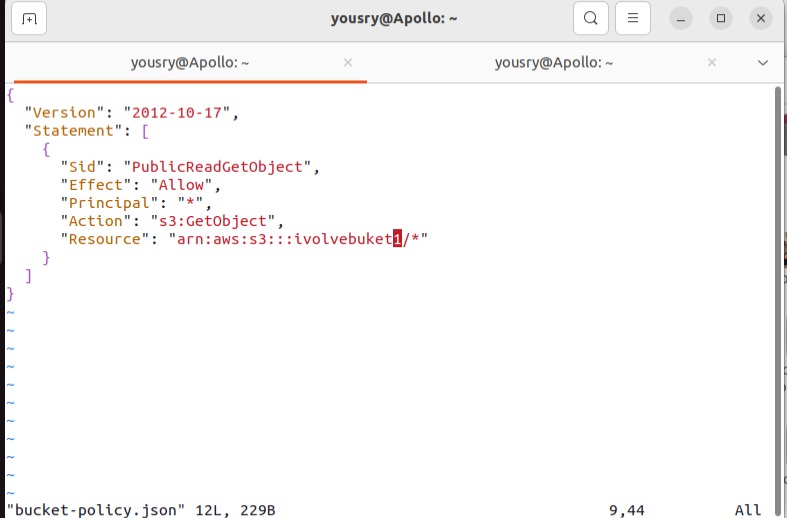 yousry@Apollo: ~
yousry@Apollo: ~ × yousry@Apollo: ~ ×
{
  "Version": "2012-10-17",
  "Statement": [
    {
      "Sid": "PublicReadGetObject",
      "Effect": "Allow",
      "Principal": "*",
      "Action": "s3:GetObject",
      "Resource": "arn:aws:s3:::ivolvebuket1/*"
    }
  ]
}
~
~
~
~
~
~
~
~
~
~
~
"bucket-policy.json" 12L, 229B 9,44 All